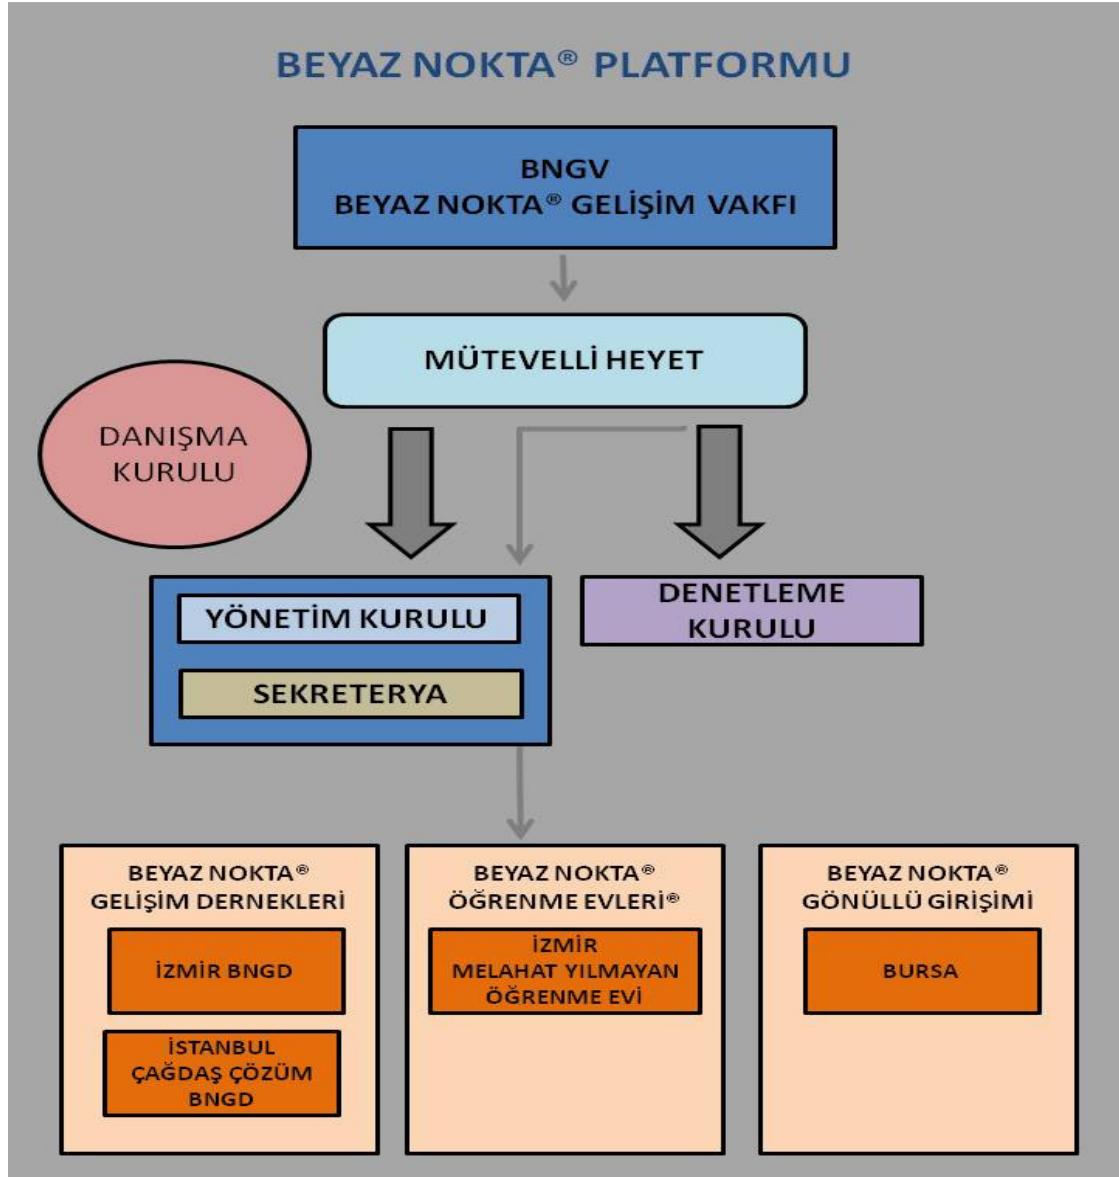 BEYAZ NOKTA® PLATFORMU
BNGV
BEYAZ NOKTA® GELİŞİM VAKFI
MÜTEVELLİ HEYET
DANIŞMA
KURULU
YÖNETİM KURULU
SEKRETERYA
DENETLEME
KURULU
BEYAZ NOKTA®
GELİŞİM DERNEKLERİ
İZMİR BNGD
İSTANBUL
ÇAĞDAŞ ÇÖZÜM
BNGD
BEYAZ NOKTA®
ÖĞRENME EVLERİ®
İZMİR
MELAHAT YILMAYAN
ÖĞRENME EVİ
BEYAZ NOKTA®
GÖNÜLLÜ GİRİŞİMİ
BURSA